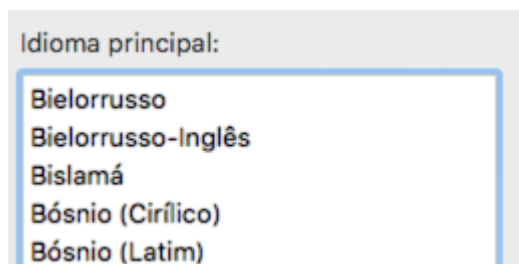 Idioma principal:
Bielorrusso
Bielorrusso-Inglês
Bislamá
Bósnio (Cirílico)
Bósnio (Latim)